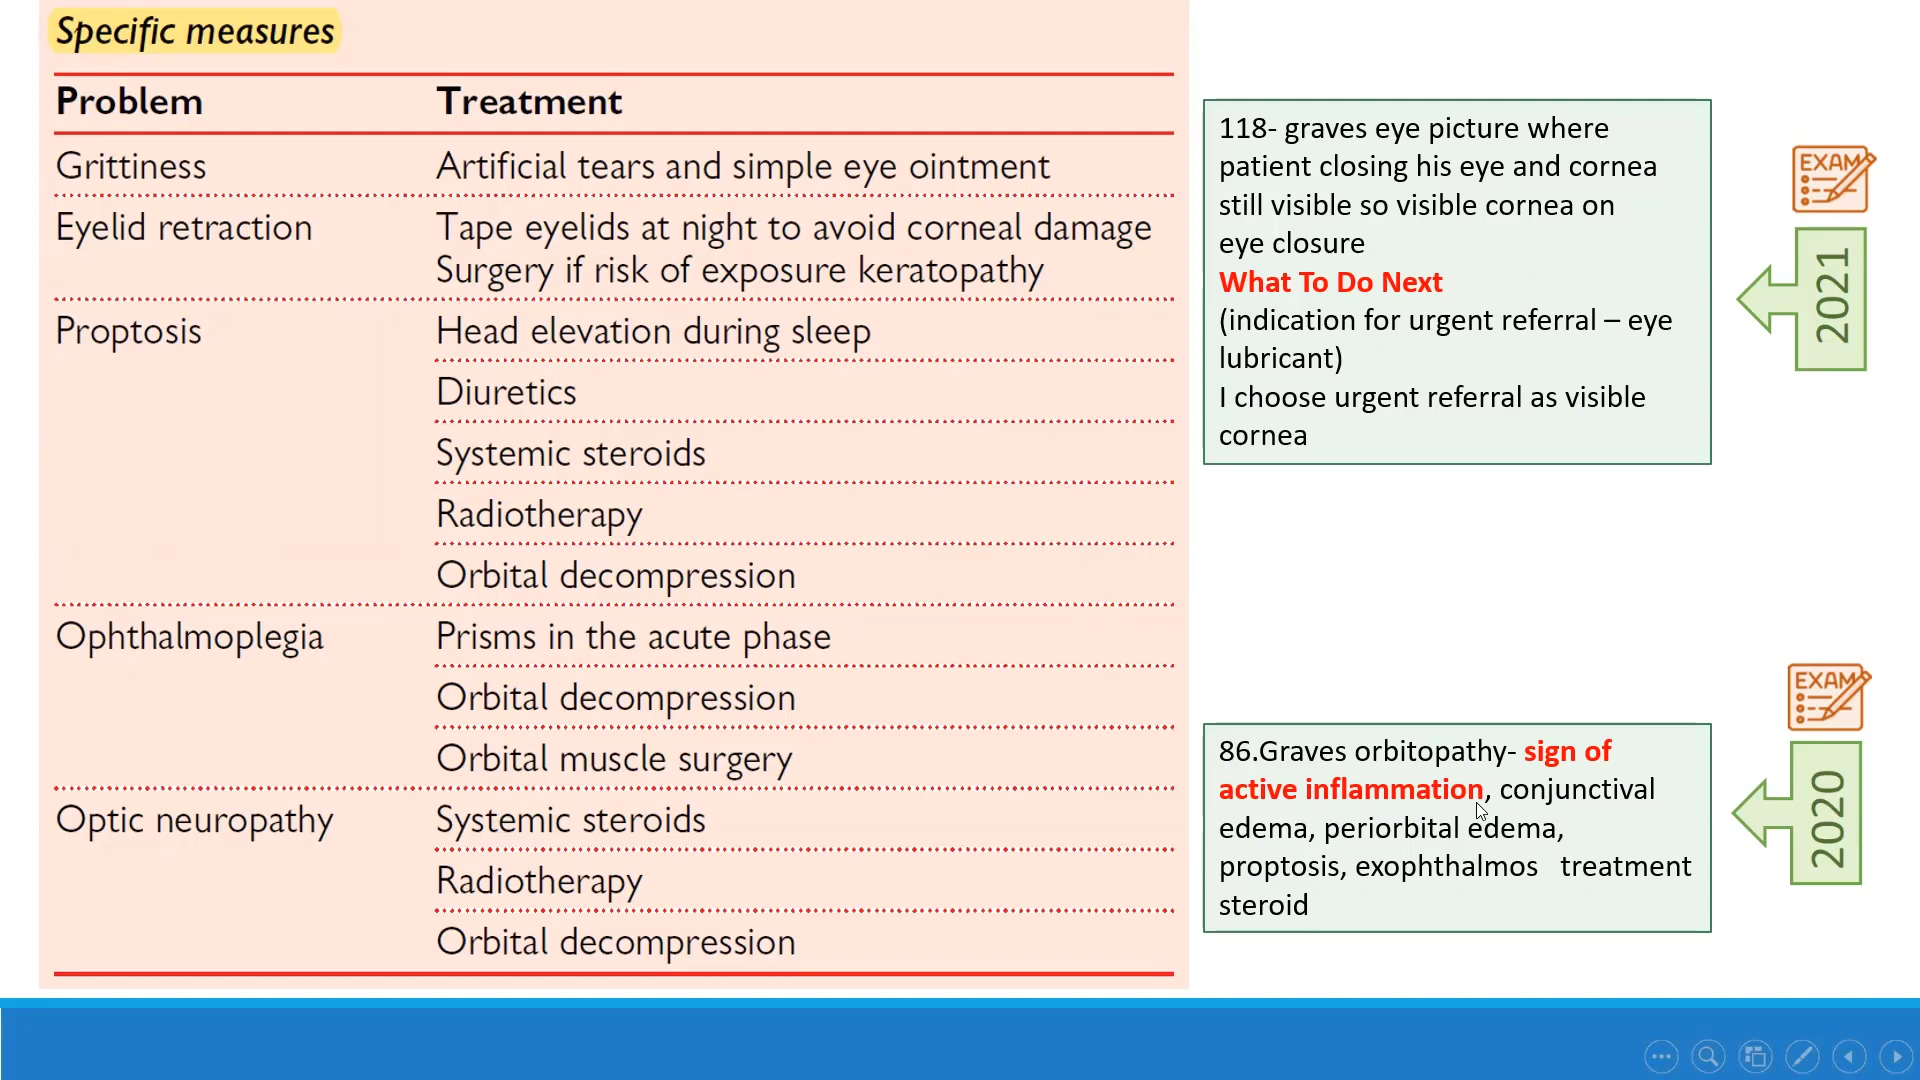 Specific measures
Problem Treatment
Grittiness Artificial tears and simple eye ointment
Eyelid retraction Tape eyelids at night to avoid corneal damage
Surgery if risk of exposure keratopathy
Proptosis Head elevation during sleep
Diuretics
Systemic steroids
Radiotherapy
Orbital decompression
Ophthalmoplegia Prisms in the acute phase
Orbital decompression
Orbital muscle surgery
Optic neuropathy Systemic steroids
Radiotherapy
Orbital decompression
118- graves eye picture where
patient closing his eye and cornea
still visible so visible cornea on
eye closure
What To Do Next
(indication for urgent referral – eye
lubricant)
I choose urgent referral as visible
cornea
EXAM
2021
86.Graves orbitopathy- sign of
active inflammation, conjunctival
edema, periorbital edema,
proptosis, exophthalmos treatment
steroid
EXAM
2020